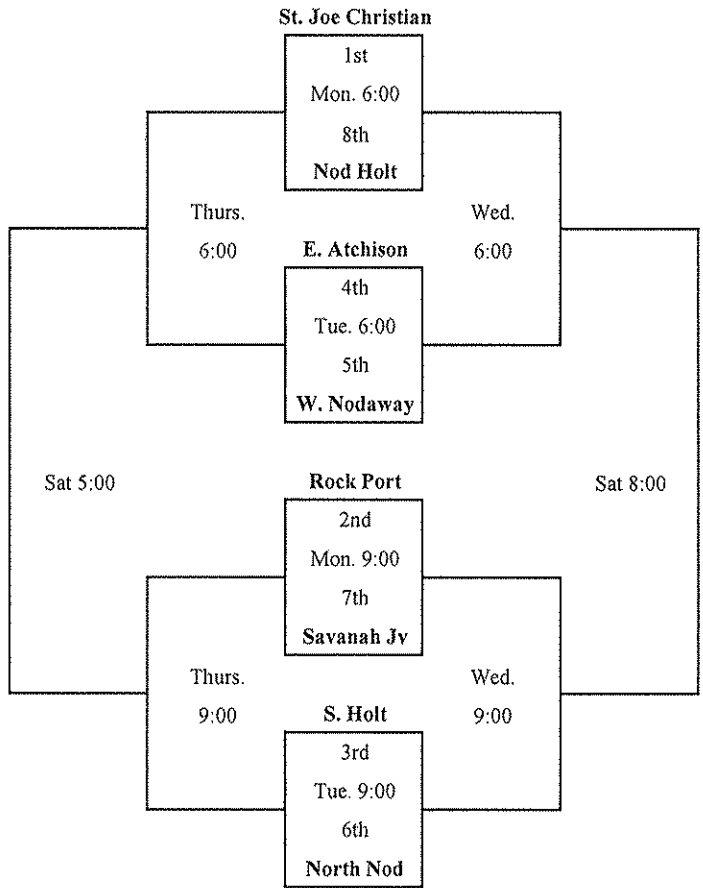 St. Joe Christian
1st
Mon. 6:00
8th
Nod Holt
Thurs.
6:00
Wed.
6:00
E. Atchison
4th
Tue. 6:00
5th
W. Nodaway
Sat 5:00
Sat 8:00
Rock Port
2nd
Mon. 9:00
7th
Savanah Jv
Thurs.
9:00
Wed.
9:00
S. Holt
3rd
Tue. 9:00
6th
North Nod